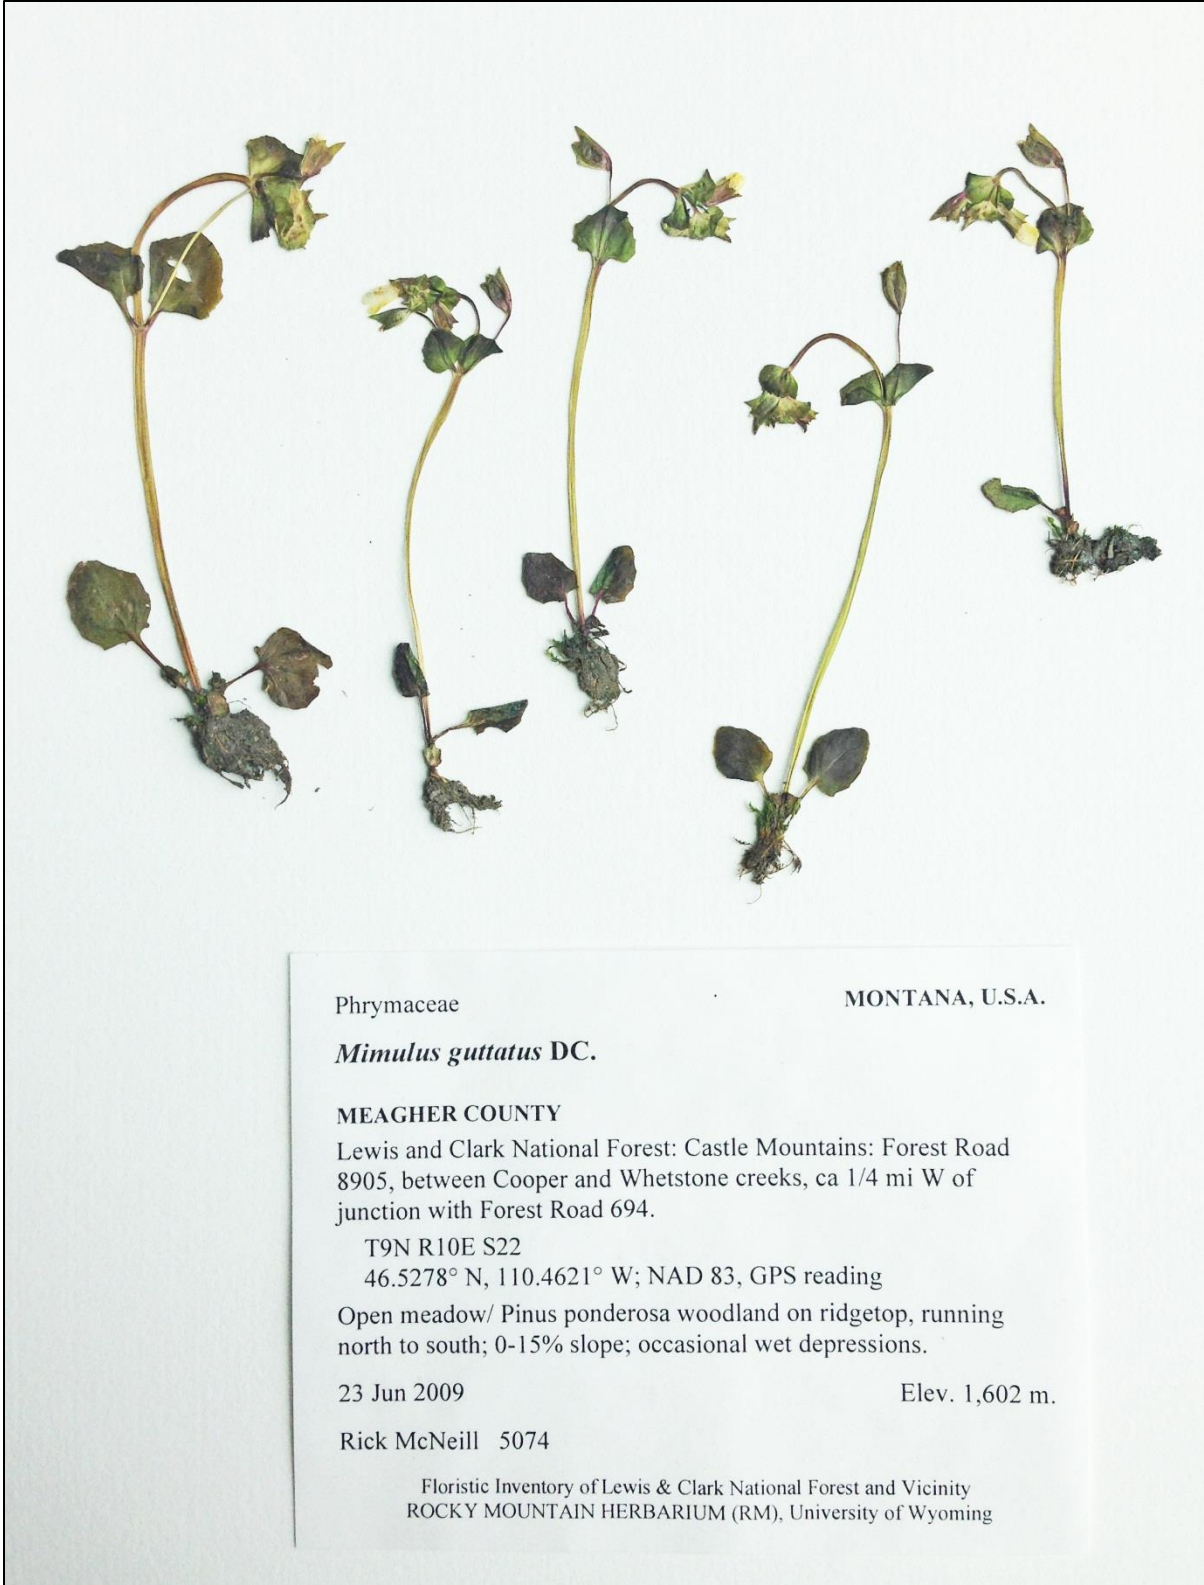 Phrymaceae MONTANA, U.S.A.
Mimulus guttatus DC.
MEAGHER COUNTY
Lewis and Clark National Forest: Castle Mountains: Forest Road
8905, between Cooper and Whetstone creeks, ca 1/4 mi W of
junction with Forest Road 694.
T9N R10E S22
46.5278° N, 110.4621° W; NAD 83, GPS reading
Open meadow/ Pinus ponderosa woodland on ridgetop, running
north to south; 0-15% slope; occasional wet depressions.
23 Jun 2009 Elev. 1,602 m.
Rick McNeill 5074
Floristic Inventory of Lewis & Clark National Forest and Vicinity
ROCKY MOUNTAIN HERBARIUM (RM), University of Wyoming